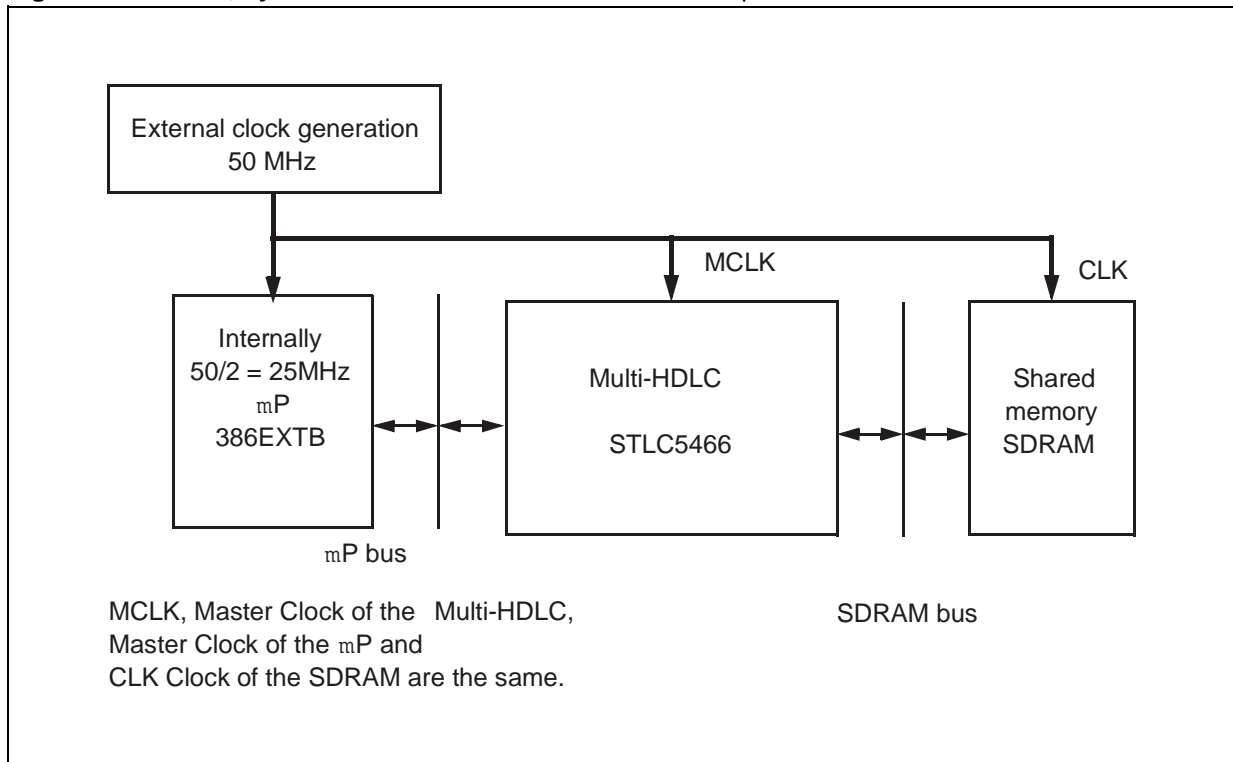 External clock generation
50 MHz
MCLK
CLK
Internally
50/2 = 25MHz
mP
386EXTB
Multi-HDLC
STLC5466
Shared
memory
SDRAM
mP bus
MCLK, Master Clock of the Multi-HDLC,
Master Clock of the mP and
CLK Clock of the SDRAM are the same.
SDRAM bus